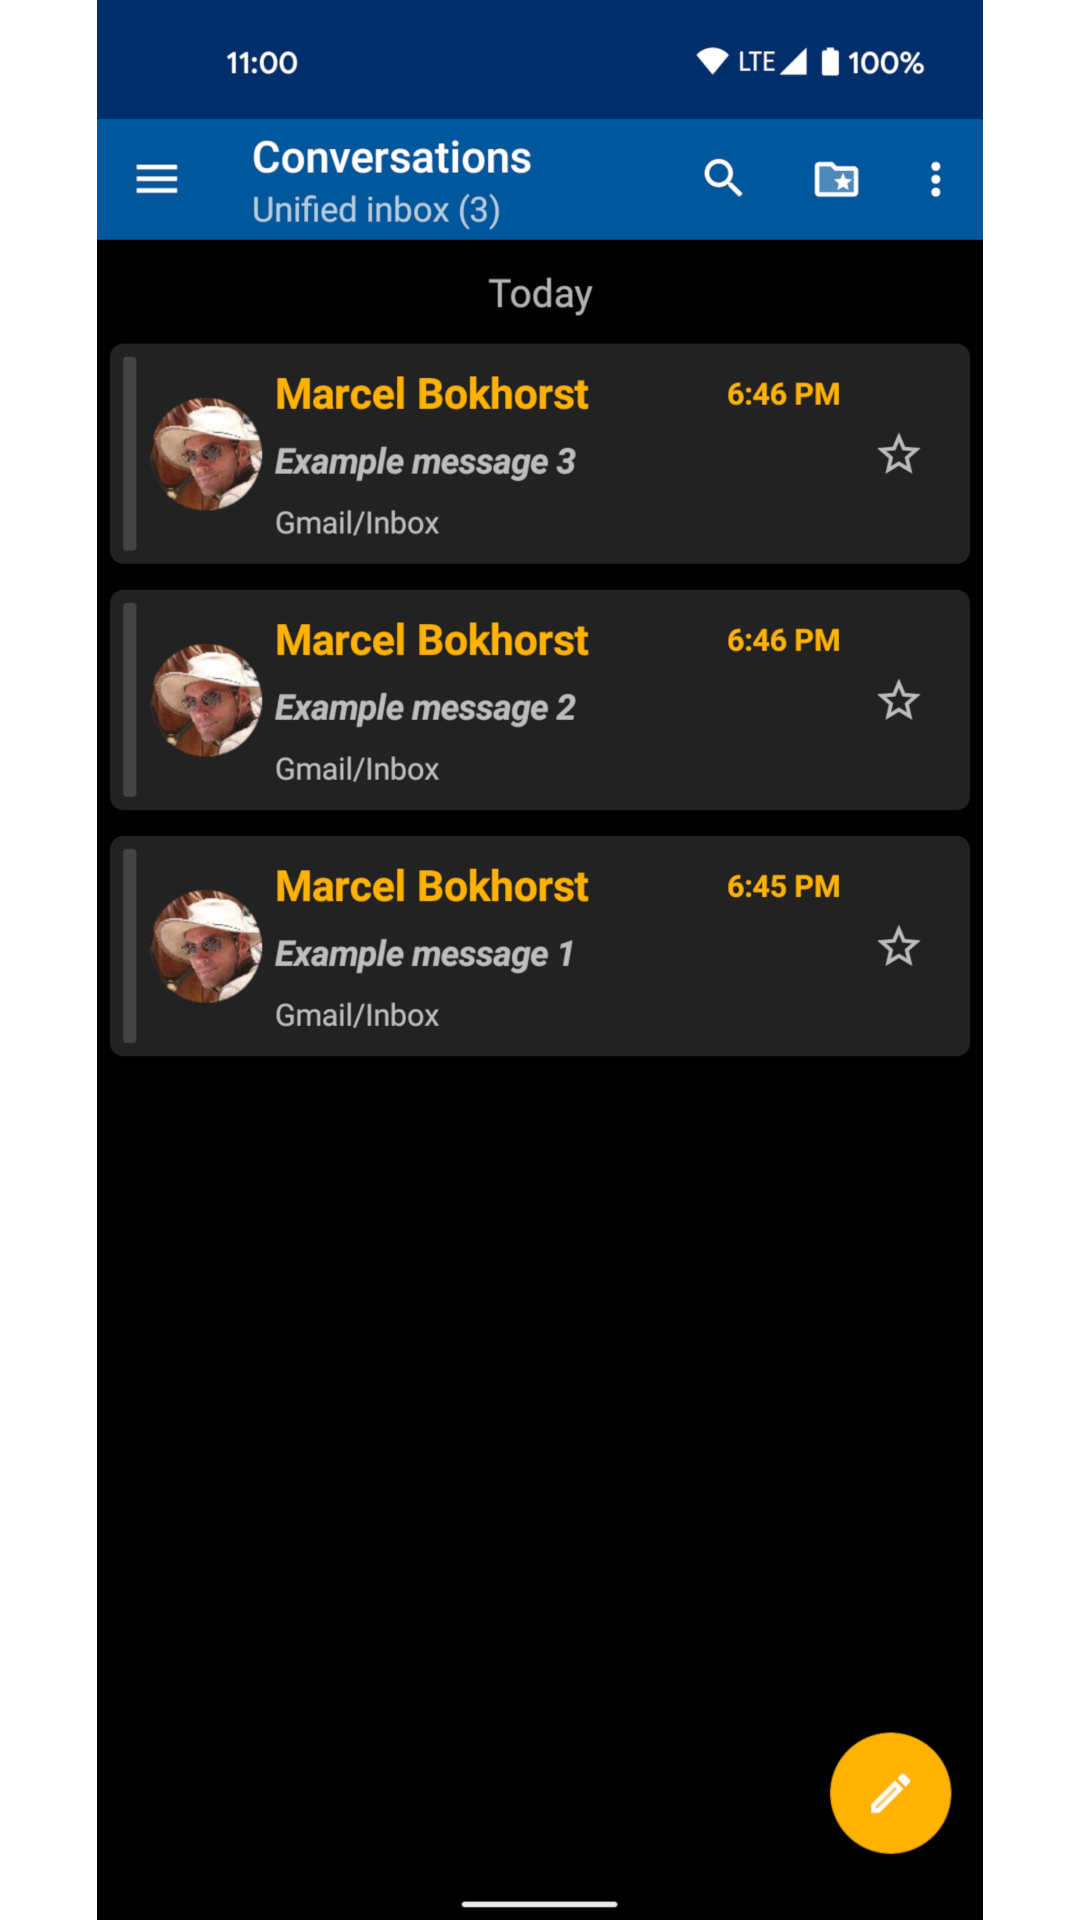 11:00 LTE 100%
Conversations
Unified inbox (3)
Today
Marcel Bokhorst 6:46 PM
Example message 3
Gmail/Inbox
Marcel Bokhorst 6:46 PM
Example message 2
Gmail/Inbox
Marcel Bokhorst 6:45 PM
Example message 1
Gmail/Inbox